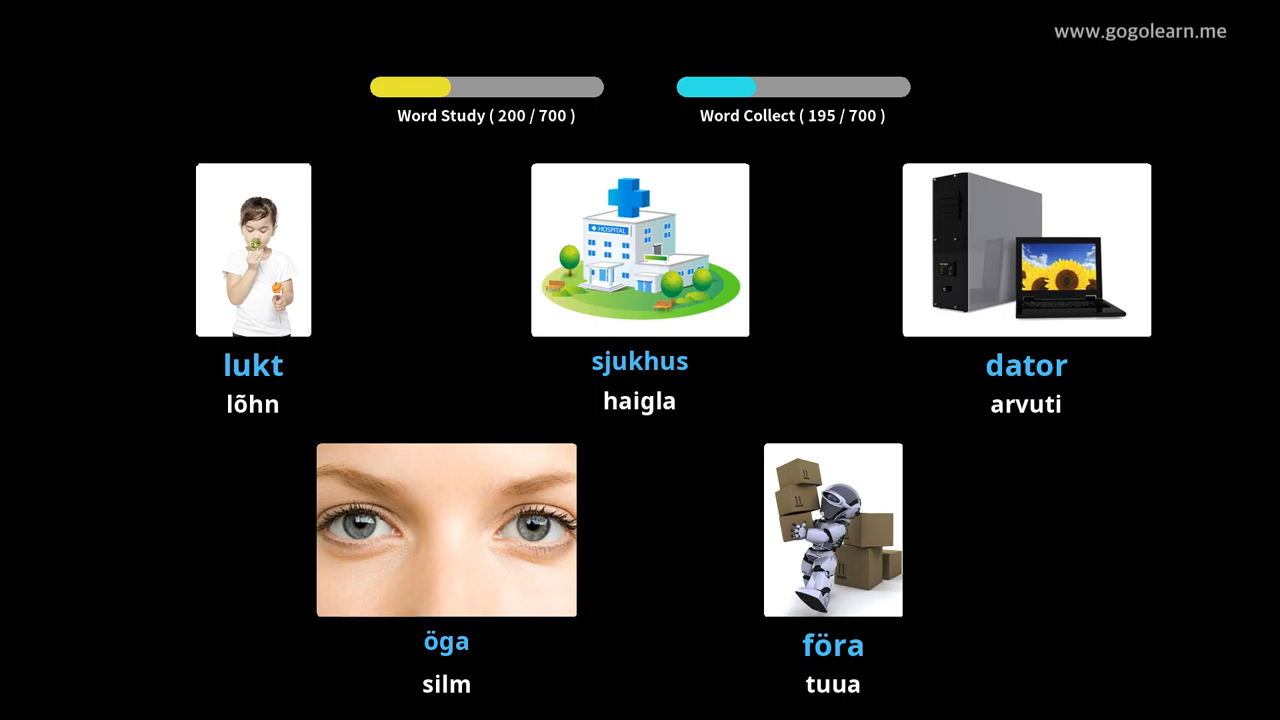 www.gogolearn.me
Word Study ( 200 / 700 )
Word Collect ( 195 / 700 )
HOSPITAL
lukt
sjukhus
dator
lõhn
haigla
arvuti
öga
föra
silm
tuua